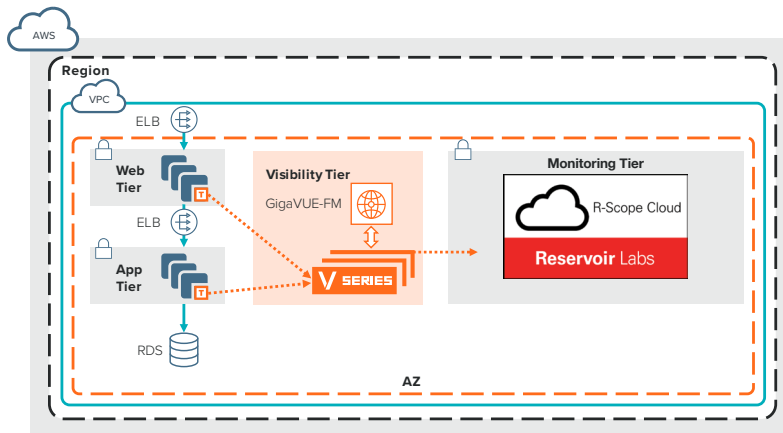 AWS
Region
VPC
ELB
Web
Tier
T
ELB
App
Tier
T
RDS
Visibility Tier
GigaVUE-FM
V SERIES
Monitoring Tier
R-Scope Cloud
Reservoir Labs
AZ